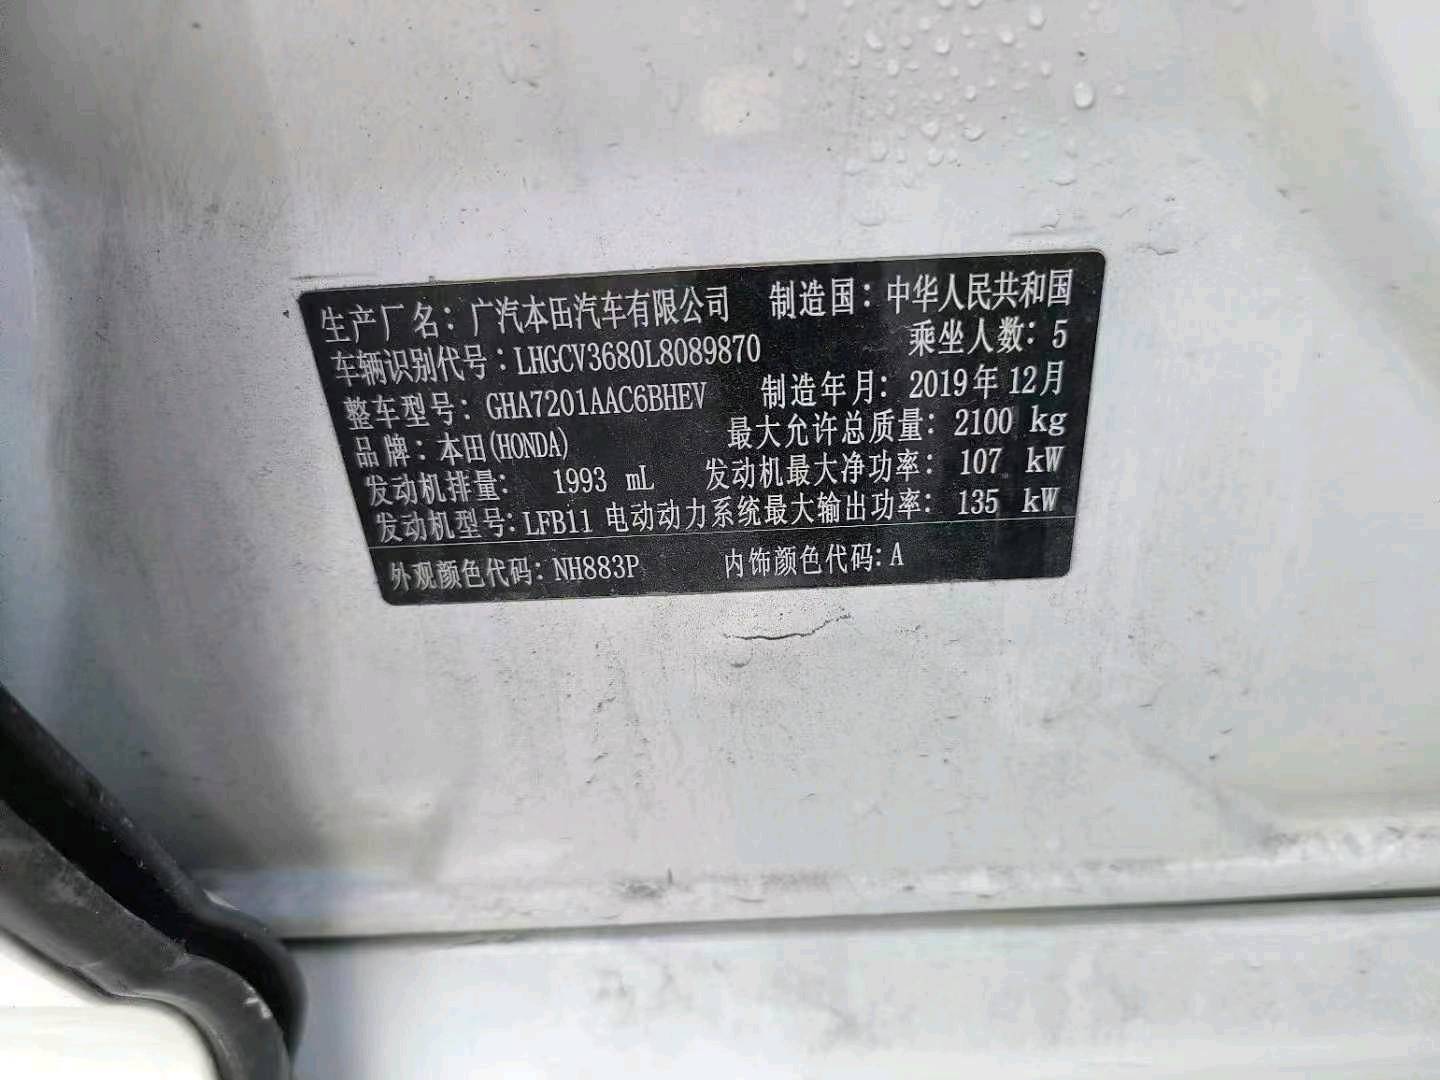 生产厂名：广汽本田汽车有限公司 制造国：中华人民共和国
车辆识别代号：LHGCV3680L8089870 乘坐人数：5
整车型号：GHA7201AAC6BHEV 制造年月：2019年12月
品牌：本田(HONDA) 最大允许总质量：2100 kg
发动机排量： 1993 mL 发动机最大净功率：107 kW
发动机型号：LFB11 电动动力系统最大输出功率：135 kW
外观颜色代码：NH883P 内饰颜色代码：A